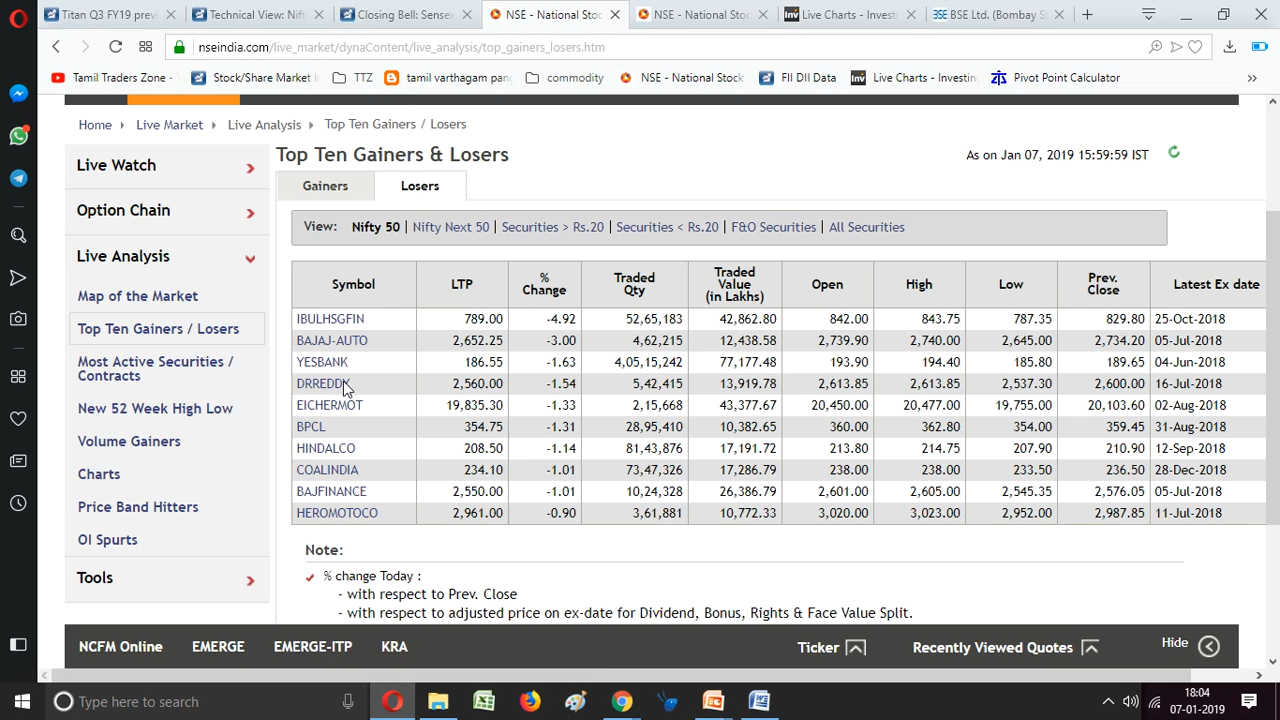 Titan Q3 FY19 previ
Technical View: Nift
Closing Bell: Sensex
NSE - National Stoc
NSE - National Stoc
Live Charts - Investi
BSE Ltd. (Bombay S
nseindia.com/live_market/dynaContent/live_analysis/top_gainers_losers.htm
Tamil Traders Zone -
Stock/Share Market I
TTZ
tamil varthagam pan
commodity
NSE - National Stock
FII DII Data
Live Charts - Investin
Pivot Point Calculator
Home Live Market Live Analysis Top Ten Gainers / Losers
Live Watch
Option Chain
Live Analysis
Map of the Market
Top Ten Gainers / Losers
Most Active Securities /
Contracts
New 52 Week High Low
Volume Gainers
Charts
Price Band Hitters
OI Spurts
Tools
Top Ten Gainers & Losers
As on Jan 07, 2019 15:59:59 IST
Gainers Losers
View: Nifty 50 | Nifty Next 50 | Securities > Rs.20 | Securities < Rs.20 | F&O Securities | All Securities
Symbol LTP % Change Traded Qty Traded Value (in Lakhs) Open High Low Prev. Close Latest Ex date
IBULHSGFIN 789.00 -4.92 52,65,183 42,862.80 842.00 843.75 787.35 829.80 25-Oct-2018
BAJAJ-AUTO 2,652.25 -3.00 4,62,215 12,438.58 2,739.90 2,740.00 2,645.00 2,734.20 05-Jul-2018
YESBANK 186.55 -1.63 4,05,15,242 77,177.48 193.90 194.40 185.80 189.65 04-Jun-2018
DRREDDY 2,560.00 -1.54 5,42,415 13,919.78 2,613.85 2,613.85 2,537.30 2,600.00 16-Jul-2018
EICHERMOT 19,835.30 -1.33 2,15,668 43,377.67 20,450.00 20,477.00 19,755.00 20,103.60 02-Aug-2018
BPCL 354.75 -1.31 28,95,410 10,382.65 360.00 362.80 354.00 359.45 31-Aug-2018
HINDALCO 208.50 -1.14 81,43,876 17,191.72 213.80 214.75 207.90 210.90 12-Sep-2018
COALINDIA 234.10 -1.01 73,47,326 17,286.79 238.00 238.00 233.50 236.50 28-Dec-2018
BAJFINANCE 2,550.00 -1.01 10,24,328 26,386.79 2,601.00 2,605.00 2,545.35 2,576.05 05-Jul-2018
HEROMOTOCO 2,961.00 -0.90 3,61,881 10,772.33 3,020.00 3,023.00 2,952.00 2,987.85 11-Jul-2018
Note:
% change Today :
- with respect to Prev. Close
- with respect to adjusted price on ex-date for Dividend, Bonus, Rights & Face Value Split.
NCFM Online EMERGE EMERGE-ITP KRA Ticker Recently Viewed Quotes Hide
Type here to search
18:04
07-01-2019